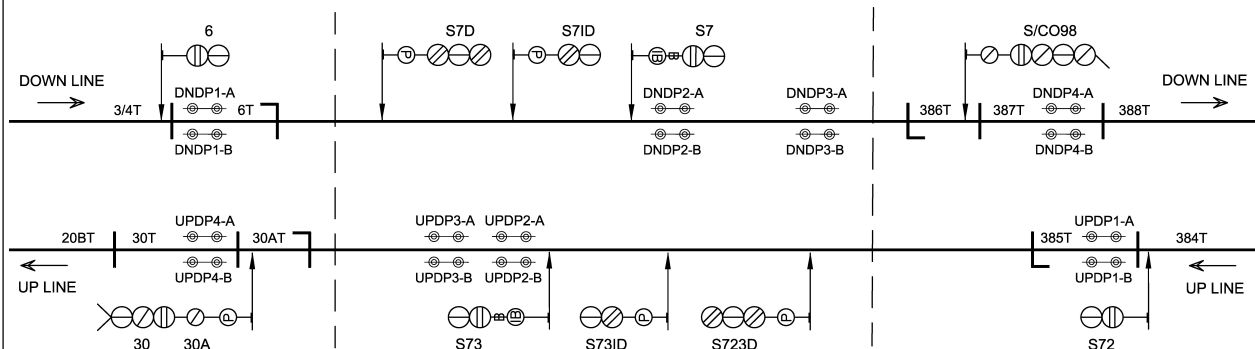 6 S7D S7ID S7 S/CO98
P P IB B
DOWN LINE DNDP1-A DNDP2-A DNDP3-A DNDP4-A DOWN LINE
3/4T 6T 386T 387T 388T
DNDP1-B DNDP2-B DNDP3-B DNDP4-B
UPDP4-A UPDP3-A UPDP2-A UPDP1-A
20BT 30T 30AT 385T 384T
UP LINE UPDP4-B UPDP3-B UPDP2-B UPDP1-B UP LINE
P B IB P P
30 30A S73 S73ID S723D S72